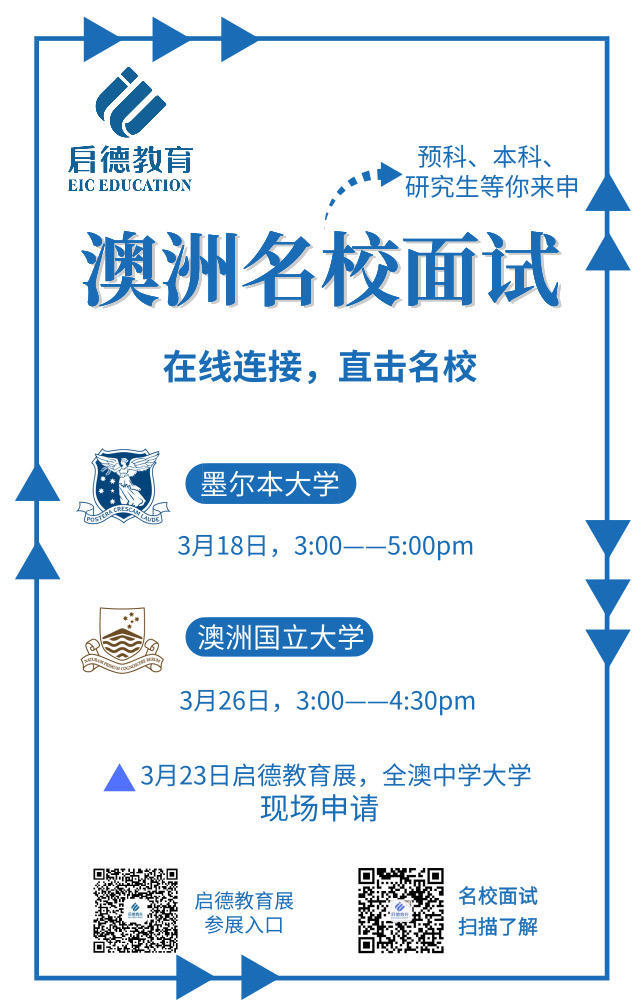 启德教育
EIC EDUCATION
预科、本科、
研究生等你来申
澳洲名校面试
在线连接，直击名校
墨尔本大学
POSTERA CRESCAM LAUDE
3月18日，3:00——5:00pm
澳洲国立大学
NATURAM PRIMUM COGNOSCERE RERUM
3月26日，3:00——4:30pm
3月23日启德教育展，全澳中学大学
现场申请
启德教育展
参展入口
名校面试
扫描了解